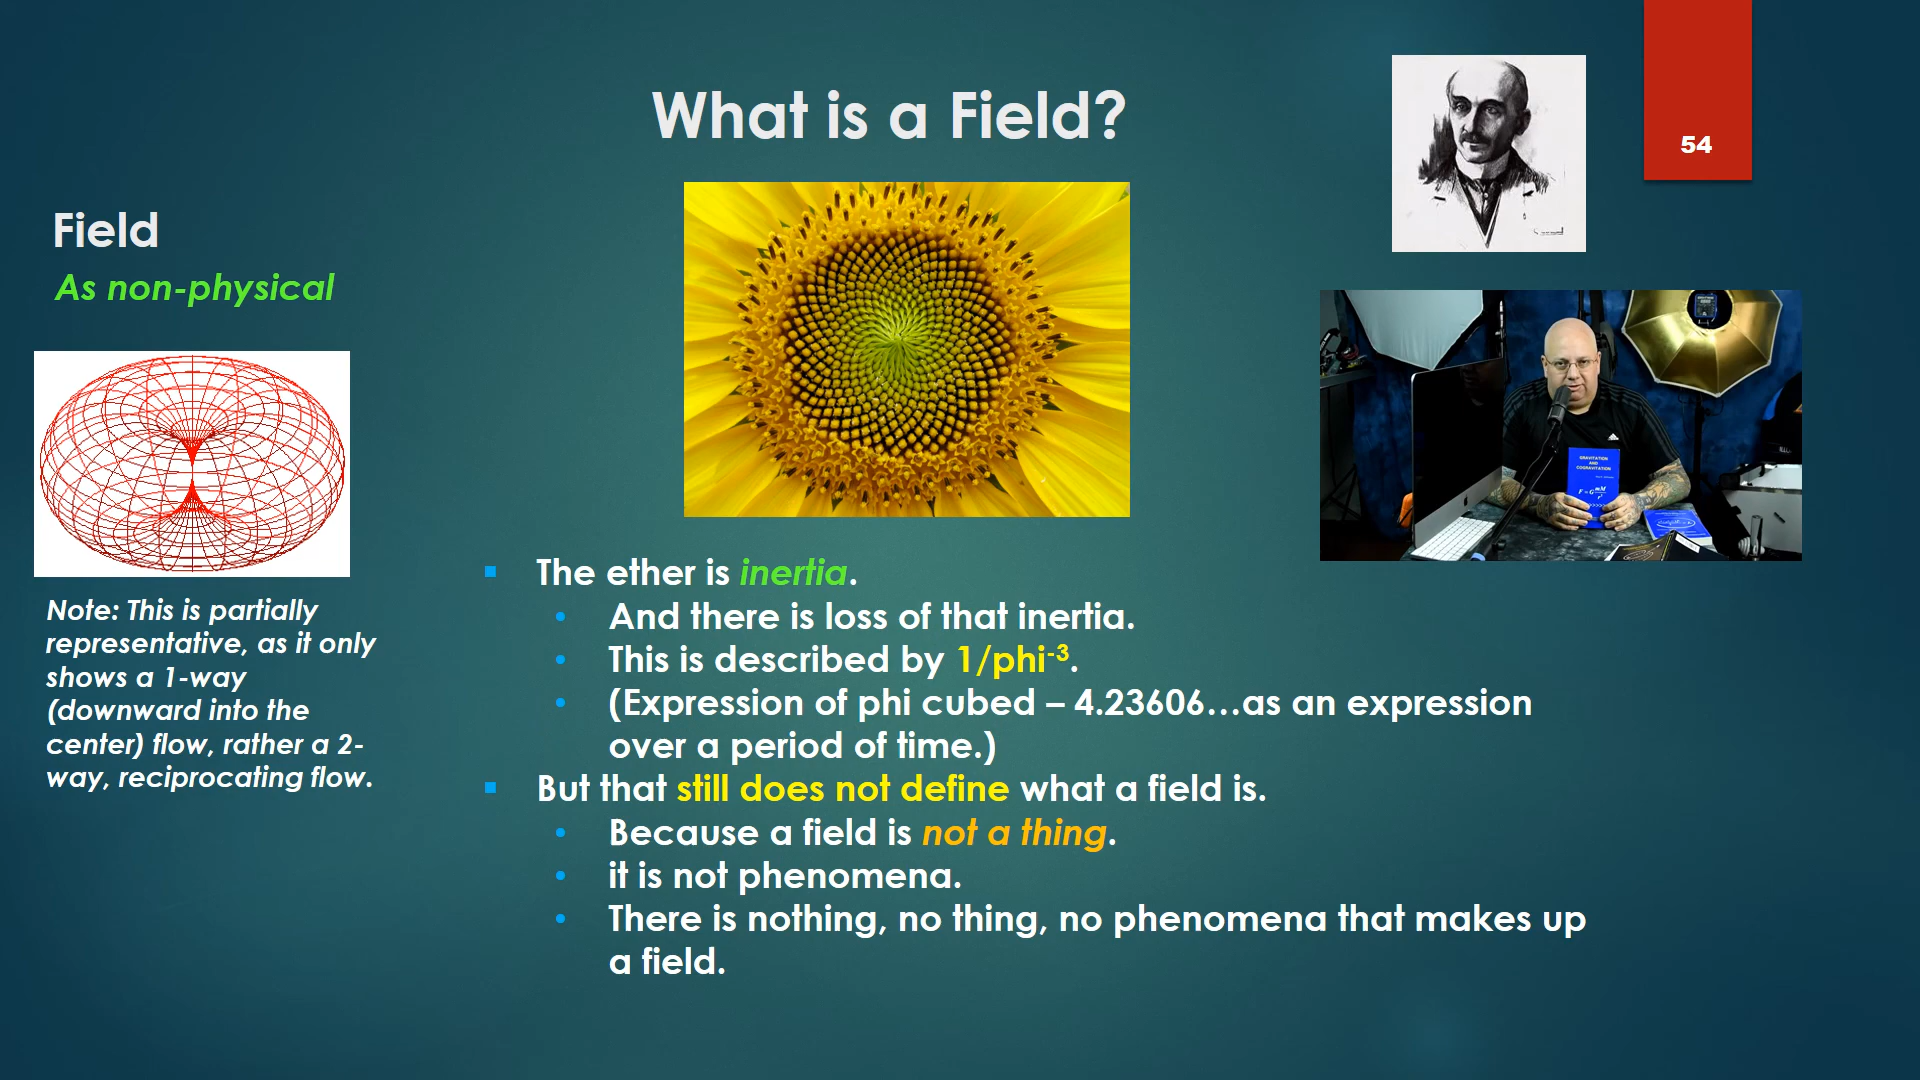 What is a Field?
54
Field
As non-physical
Note: This is partially
representative, as it only
shows a 1-way
(downward into the
center) flow, rather a 2-
way, reciprocating flow.
GRAVITATION
AND
COGRAVITATION
The ether is inertia.
And there is loss of that inertia.
This is described by 1/phi⁻³.
(Expression of phi cubed – 4.23606…as an expression
over a period of time.)
But that still does not define what a field is.
Because a field is not a thing.
it is not phenomena.
There is nothing, no thing, no phenomena that makes up
a field.